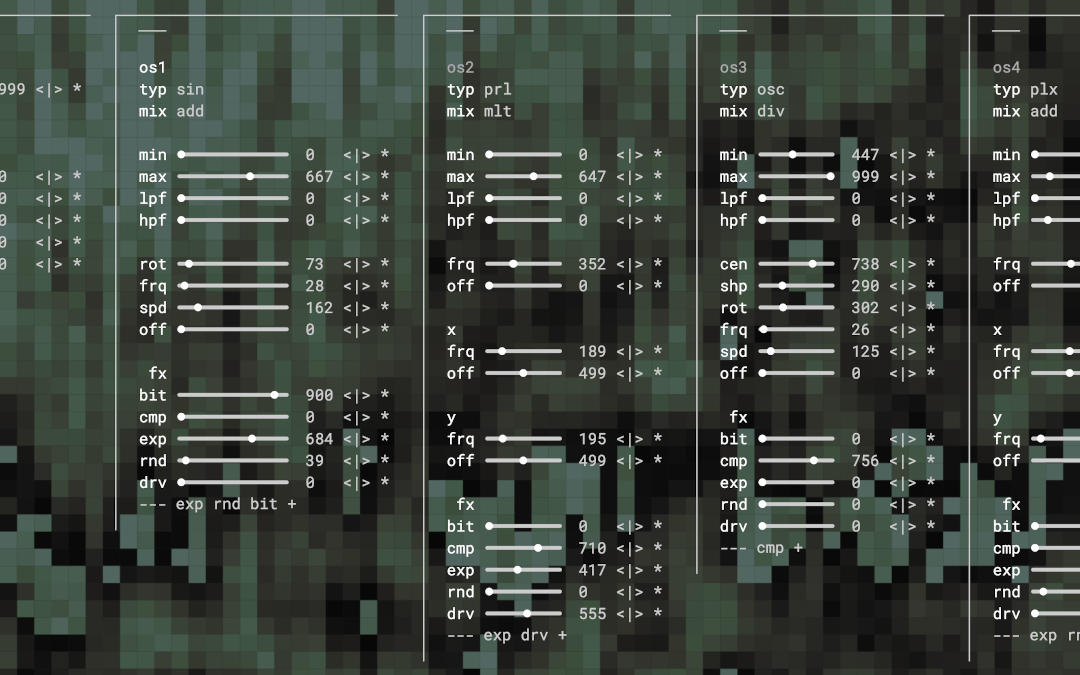 999 <|> *
0 <|> *
<|> *
0 <|> *
<|> *
0 <|> *
os1
typ sin
mix add
min 0 <|> *
max 667 <|> *
lpf 0 <|> *
hpf 0 <|> *
rot 73 <|> *
frq 28 <|> *
spd 162 <|> *
off 0 <|> *
fx
bit 900 <|> *
cmp 0 <|> *
exp 684 <|> *
rnd 39 <|> *
drv 0 <|> *
--- exp rnd bit +
os2
typ prl
mix mlt
min 0 <|> *
max 647 <|> *
lpf 0 <|> *
hpf 0 <|> *
frq 352 <|> *
off 0 <|> *
x
frq 189 <|> *
off 499 <|> *
y
frq 195 <|> *
off 499 <|> *
fx
bit 0 <|> *
cmp 710 <|> *
exp 417 <|> *
rnd 0 <|> *
drv 555 <|> *
--- exp drv +
os3
typ osc
mix div
min 447 <|> *
max 999 <|> *
lpf 0 <|> *
hpf 0 <|> *
cen 738 <|> *
shp 290 <|> *
rot 302 <|> *
frq 26 <|> *
spd 125 <|> *
off 0 <|> *
fx
bit 0 <|> *
cmp 756 <|> *
exp 0 <|> *
rnd 0 <|> *
drv 0 <|> *
--- cmp +
os4
typ plx
mix add
min
max
lpf
hpf
frq
off
x
frq
off
y
frq
off
fx
bit
cmp
exp
rnd
drv
--- exp